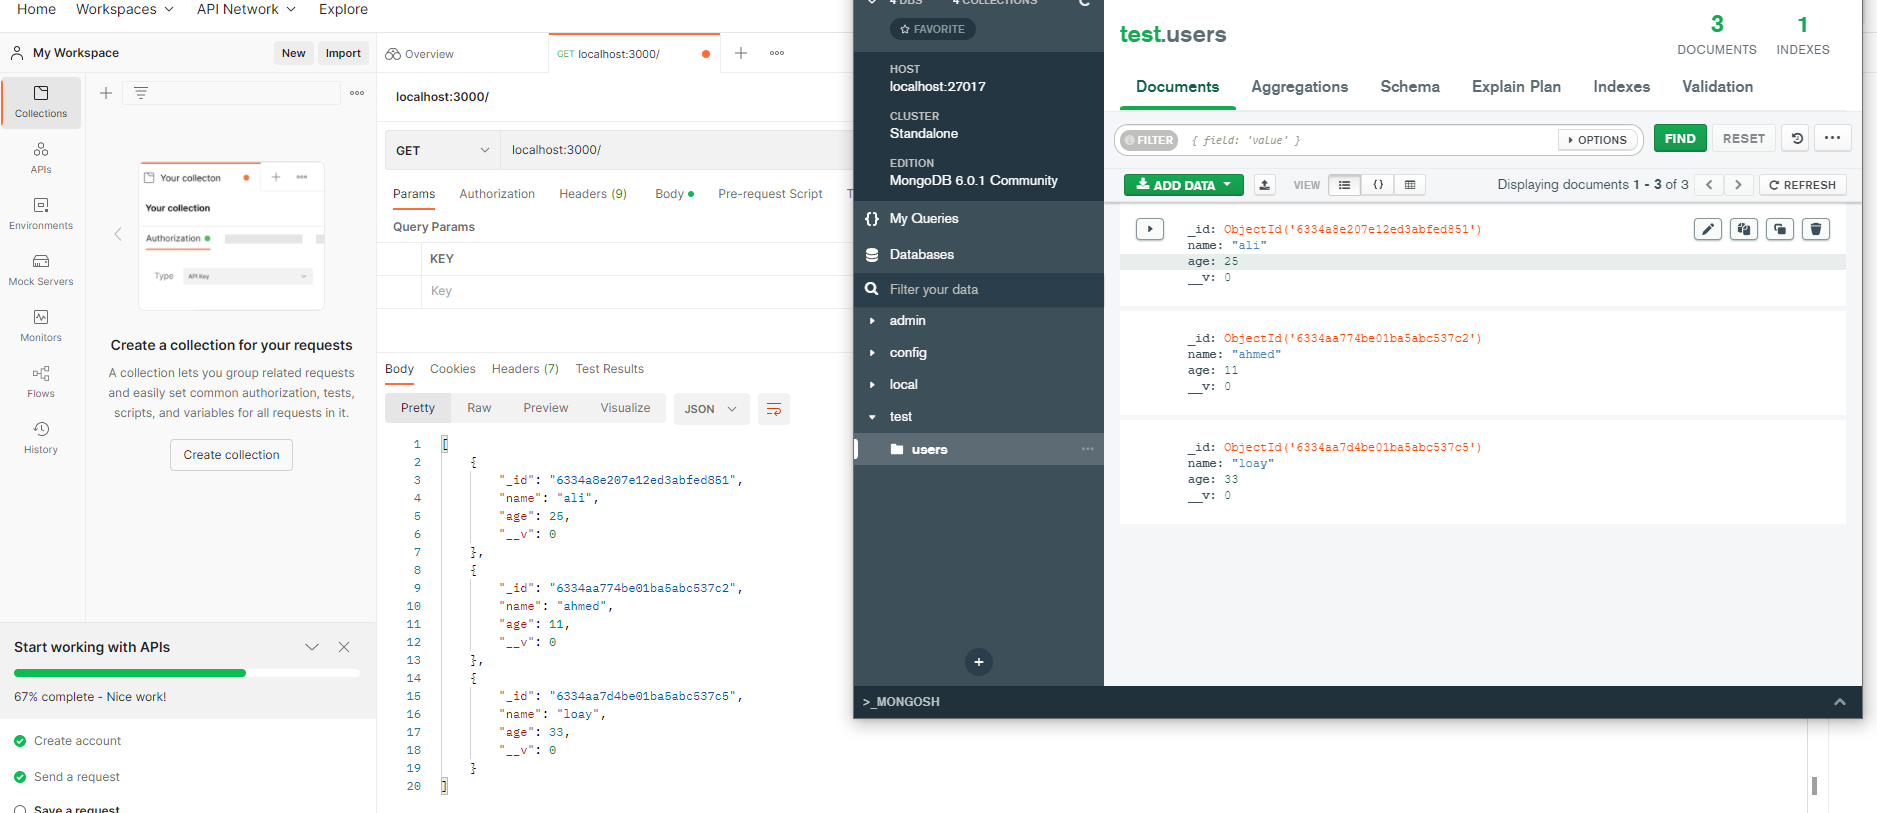 Home Workspaces API Network Explore
My Workspace New Import
Overview GET localhost:3000/
Collections
APIs
Environments
Mock Servers
Monitors
Flows
History
Your collecton
Your collection
Authorization
Type API Key
Create a collection for your requests
A collection lets you group related requests
and easily set common authorization, tests,
scripts, and variables for all requests in it.
Create collection
Start working with APIs
67% complete - Nice work!
Create account
Send a request
Save a request
localhost:3000/
GET localhost:3000/
Params Authorization Headers (9) Body Pre-request Script T
Query Params
KEY
Key
Body Cookies Headers (7) Test Results
Pretty Raw Preview Visualize JSON
1 [
2 {
3 "_id": "6334a8e207e12ed3abfed851",
4 "name": "ali",
5 "age": 25,
6 "__v": 0
7 },
8 {
9 "_id": "6334aa774be01ba5abc537c2",
10 "name": "ahmed",
11 "age": 11,
12 "__v": 0
13 },
14 {
15 "_id": "6334aa7d4be01ba5abc537c5",
16 "name": "loay",
17 "age": 33,
18 "__v": 0
19 }
20 ]
4 DBS 4 COLLECTIONS
FAVORITE
HOST
localhost:27017
CLUSTER
Standalone
EDITION
MongoDB 6.0.1 Community
{} My Queries
Databases
Filter your data
admin
config
local
test
users
+
>_MONGOSH
test.users
3
DOCUMENTS
1
INDEXES
Documents Aggregations Schema Explain Plan Indexes Validation
FILTER { field: 'value' } OPTIONS FIND RESET
ADD DATA VIEW {} Displaying documents 1 - 3 of 3 REFRESH
_id: ObjectId('6334a8e207e12ed3abfed851')
name: "ali"
age: 25
__v: 0
_id: ObjectId('6334aa774be01ba5abc537c2')
name: "ahmed"
age: 11
__v: 0
_id: ObjectId('6334aa7d4be01ba5abc537c5')
name: "loay"
age: 33
__v: 0